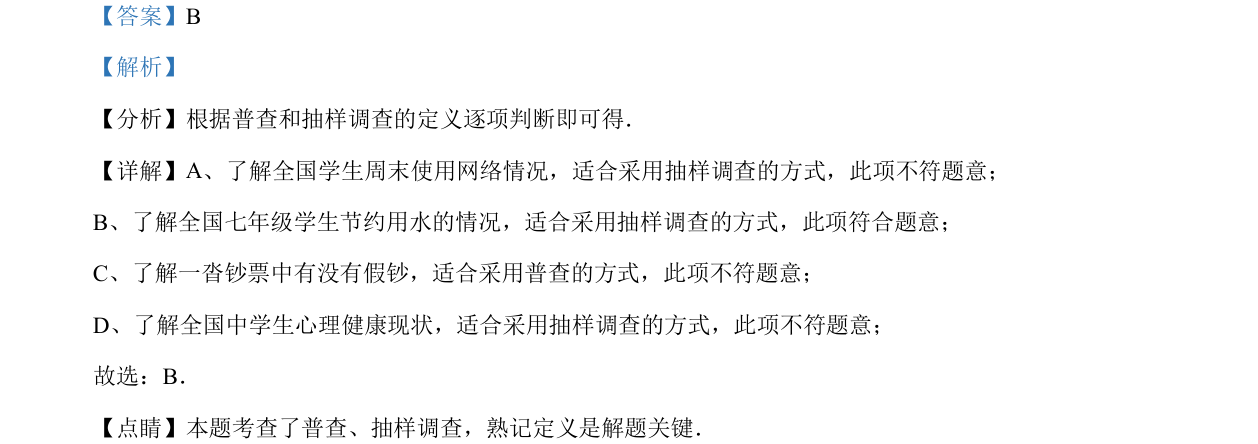 【答案】B
【解析】
【分析】根据普查和抽样调查的定义逐项判断即可得．
【详解】A、了解全国学生周末使用网络情况，适合采用抽样调查的方式，此项不符题意；
B、了解全国七年级学生节约用水的情况，适合采用抽样调查的方式，此项符合题意；
C、了解一沓钞票中有没有假钞，适合采用普查的方式，此项不符题意；
D、了解全国中学生心理健康现状，适合采用抽样调查的方式，此项不符题意；
故选：B．
【点睛】本题考查了普查、抽样调查，熟记定义是解题关键．